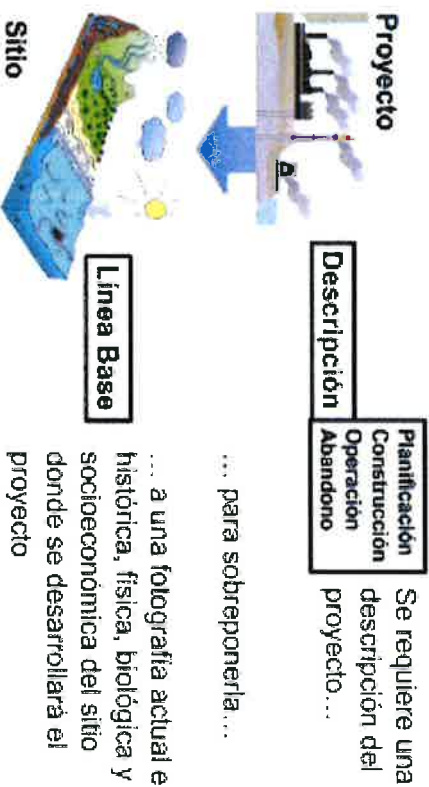 Proyecto
Descripción
Planificación
Construcción
Operación
Abandono
Se requiere una
descripción del
proyecto...
... para sobreponerla...
Sitio
Línea Base
... a una fotografía actual e
histórica, física, biológica y
socioeconómica del sitio
donde se desarrollará el
proyecto